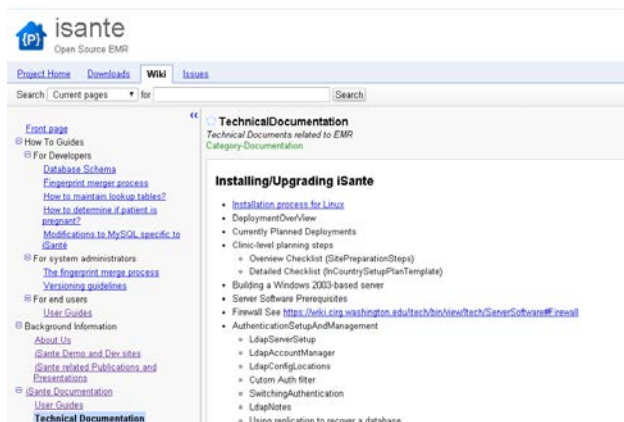 {P}
isante
Open Source EMR
Project Home Downloads Wiki Issues
Search Current pages for Search
Front page
How To Guides
For Developers
Database Schema
Fingerprint merger process
How to maintain lookup tables?
How to determine if patient is
pregnant?
Modifications to MySQL specific to
iSanté
For system administrators
The fingerprint merge process
Versioning guidelines
For end users
User Guides
Background Information
About Us
iSante Demo and Dev sites
iSante related Publications and
Presentations
iSante Documentation
User Guides
Technical Documentation
TechnicalDocumentation
Technical Documents related to EMR
Category-Documentation
Installing/Upgrading iSante
Installation process for Linux
DeploymentOverView
Currently Planned Deployments
Clinic-level planning steps
Overview Checklist (SitePreparationSteps)
Detailed Checklist (InCountrySetupPlanTemplate)
Building a Windows 2003-based server
Server Software Prerequisites
Firewall See https://wiki.cirg.washington.edu/itech/bin/view/Itech/ServerSoftware#Firewall
AuthenticationSetupAndManagement
LdapServerSetup
LdapAccountManager
LdapConfigLocations
Cutom Auth filter
SwitchingAuthentication
LdapNotes
Using replication to recover a database